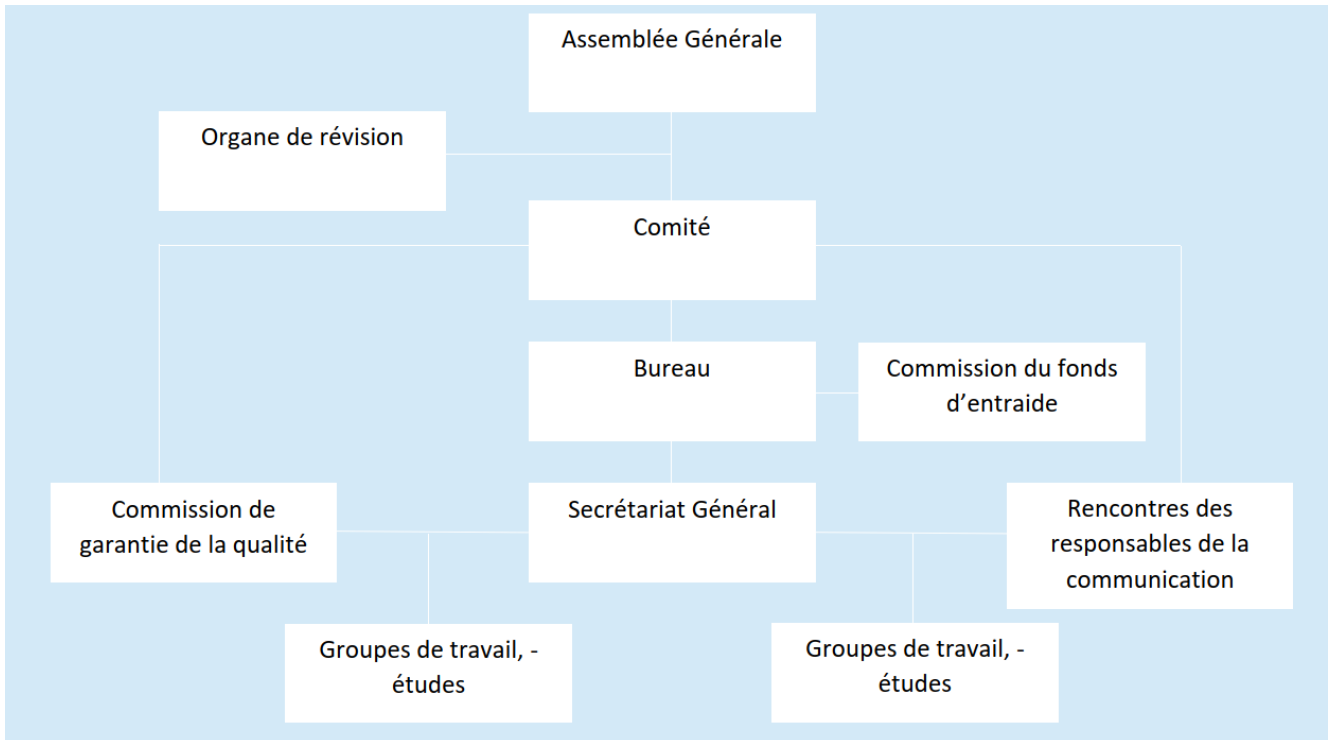 Assemblée Générale
Organe de révision
Comité
Bureau
Commission du fonds
d’entraide
Commission de
garantie de la qualité
Secrétariat Général
Rencontres des
responsables de la
communication
Groupes de travail, -
études
Groupes de travail, -
études